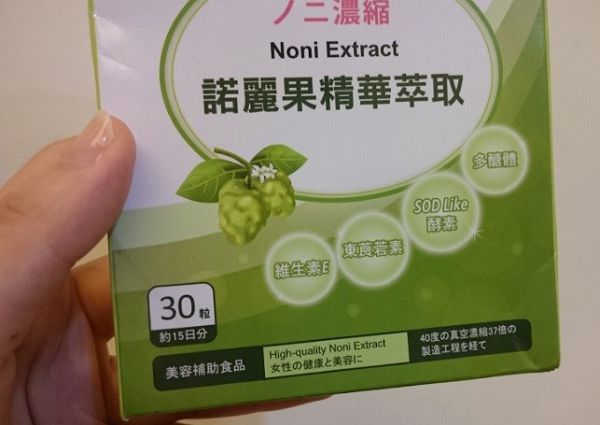 ノニ濃縮
Noni Extract
諾麗果精華萃取
多醣體
SOD Like
酵素
東莨菪素
維生素E
30粒
約15日分
美容補助食品
High-quality Noni Extract
女性の健康と美容に
40度の真空濃縮37倍の
製造工程を経て